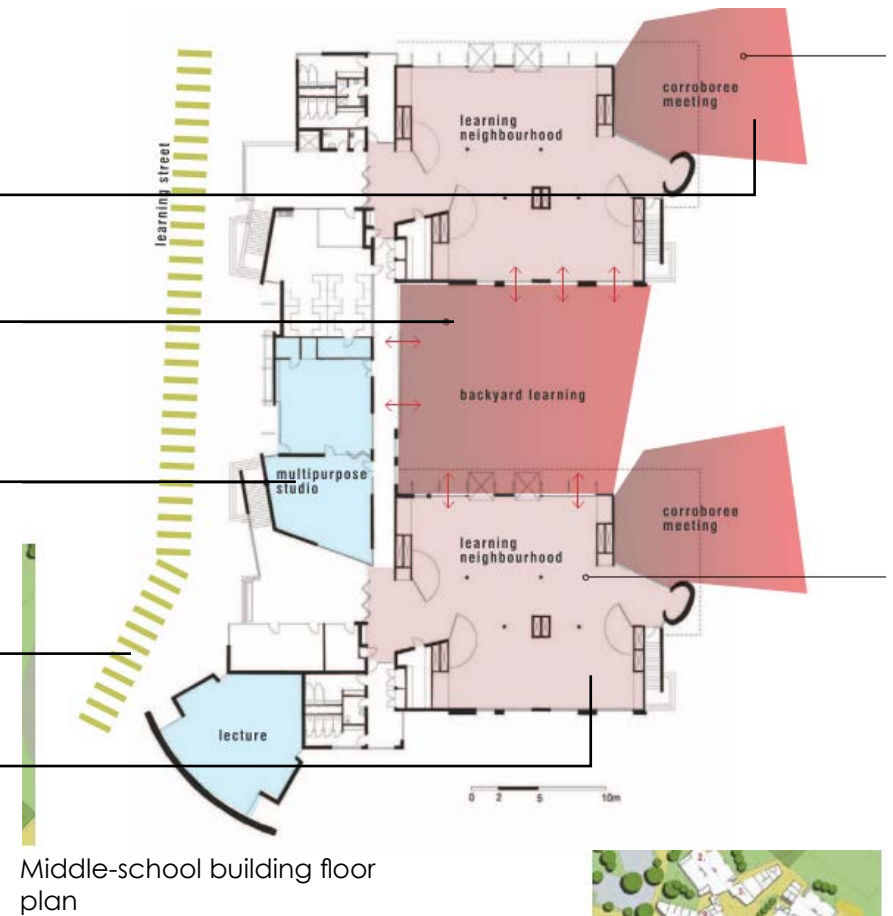 corroboree
meeting
learning
neighbourhood
learning street
backyard learning
multipurpose
studio
corroboree
meeting
learning
neighbourhood
lecture
0 2 5 10m
Middle-school building floor
plan
2.